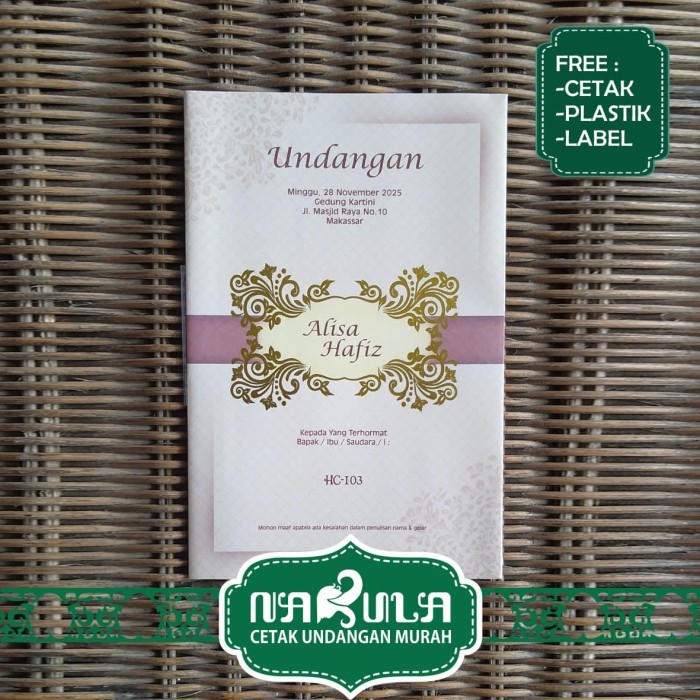 FREE :
-CETAK
-PLASTIK
-LABEL
Undangan
Minggu, 28 November 2025
Gedung Kartini
Jl. Masjid Raya No.10
Makassar
Alisa
Hafiz
Kepada Yang Terhormat
Bapak / Ibu / Saudara / i :
HC-103
Mohon maaf apabila ada kesalahan dalam penulisan nama & gelar
NAKULA
CETAK UNDANGAN MURAH